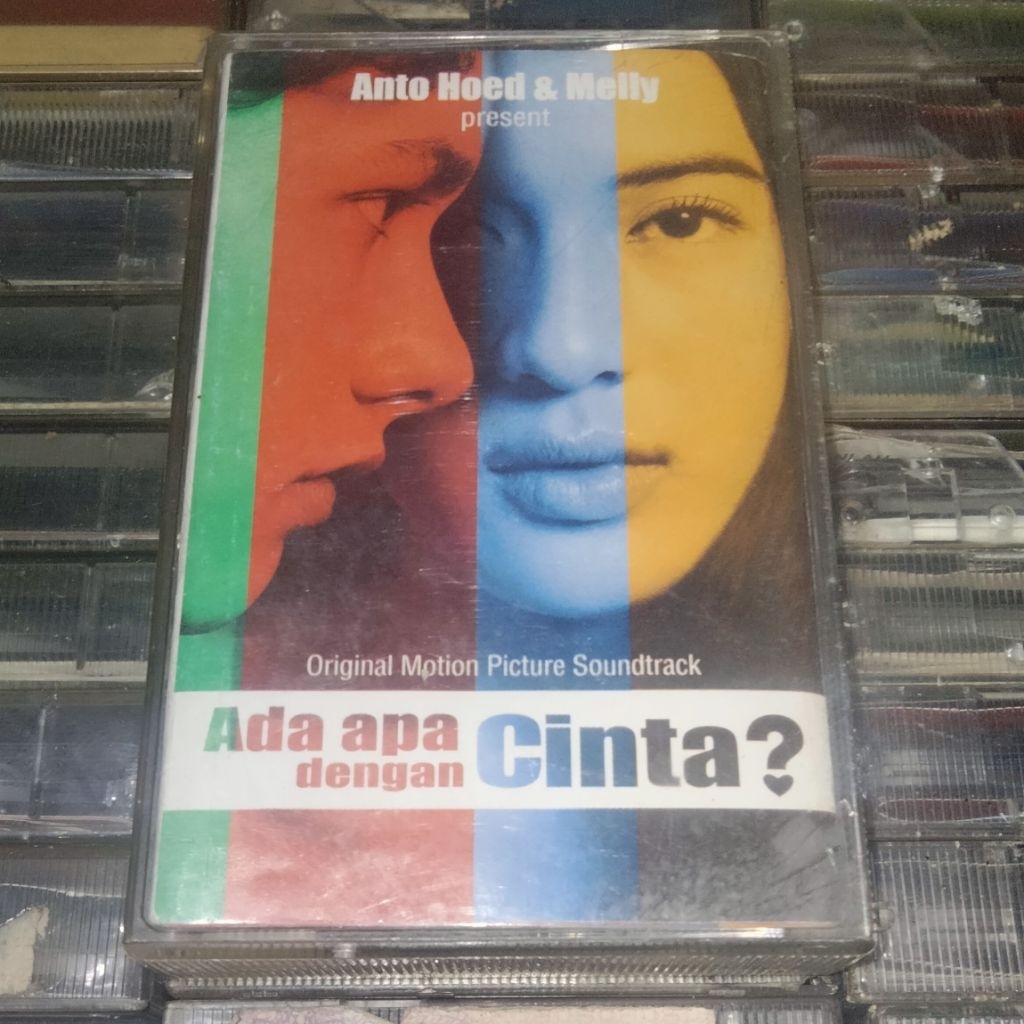 Anto Hoed & Melly
present
Original Motion Picture Soundtrack
Ada apa
dengan
Cinta?